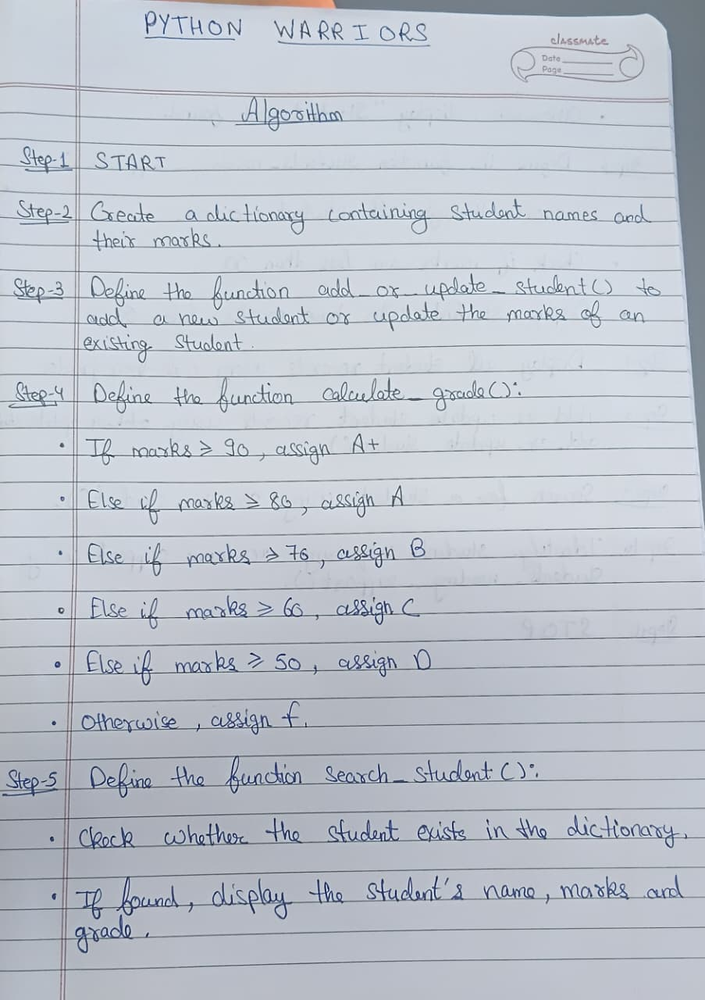 PYTHON WARRIORS
classmate
Date
Page
Algorithm
Step-1 START
Step-2 Create a dictionary containing student names and
their marks.
Step-3 Define the function add_or_update_student() to
add a new student or update the marks of an
existing student.
Step-4 Define the function calculate_grade():
• If marks ≥ 90, assign A+
• Else if marks ≥ 80, assign A
• Else if marks ≥ 70, assign B
• Else if marks ≥ 60, assign C
• Else if marks ≥ 50, assign D
• Otherwise, assign f.
Step-5 Define the function search_student():
• Check whether the student exists in the dictionary.
• If found, display the student's name, marks and
grade.